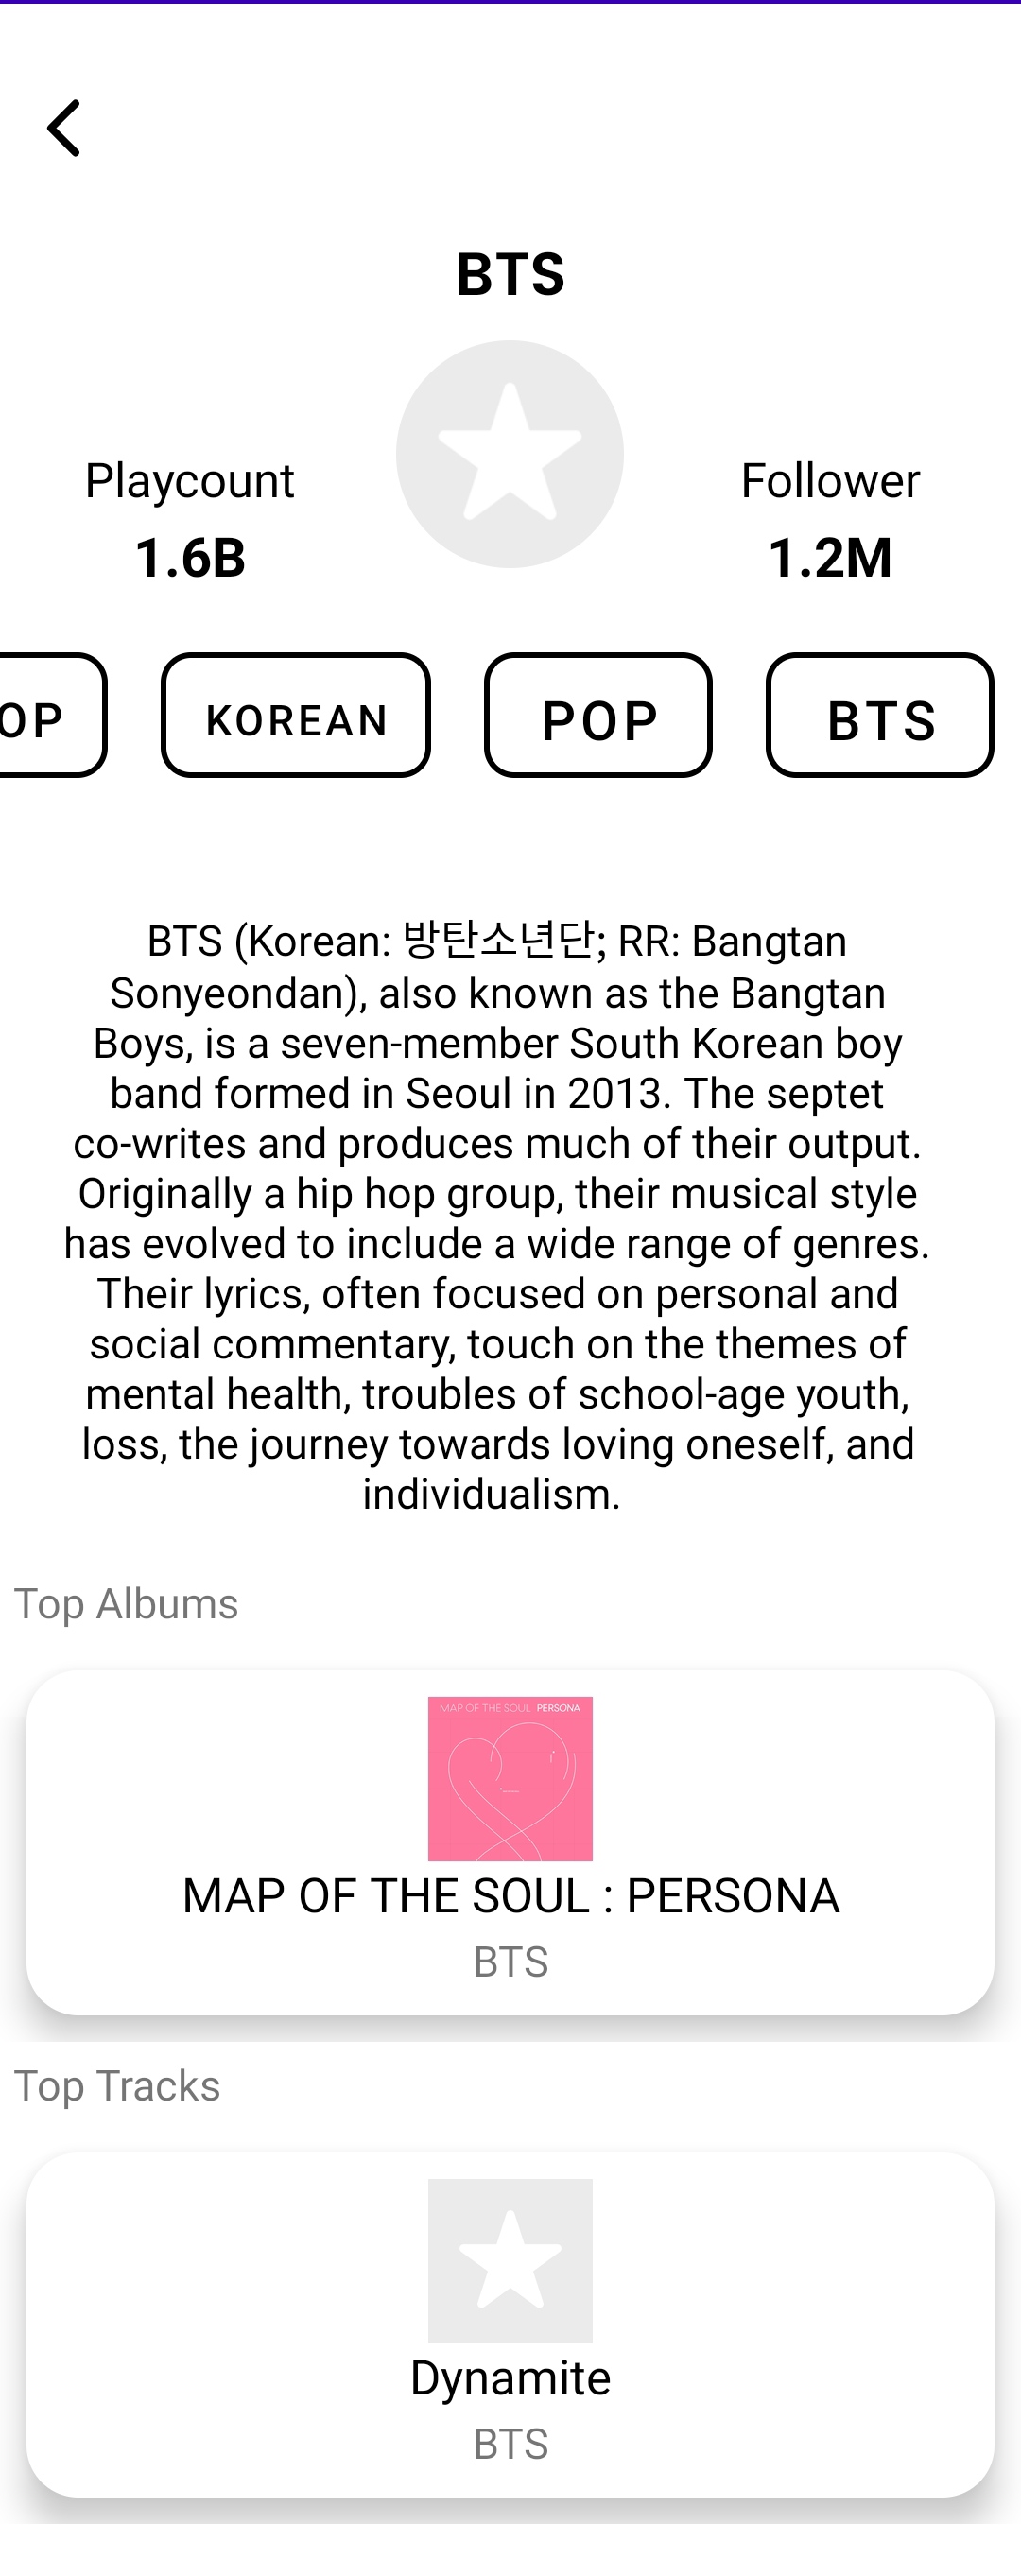 BTS
Playcount
1.6B
Follower
1.2M
OP
KOREAN
POP
BTS
BTS (Korean: 방탄소년단; RR: Bangtan
Sonyeondan), also known as the Bangtan
Boys, is a seven-member South Korean boy
band formed in Seoul in 2013. The septet
co-writes and produces much of their output.
Originally a hip hop group, their musical style
has evolved to include a wide range of genres.
Their lyrics, often focused on personal and
social commentary, touch on the themes of
mental health, troubles of school-age youth,
loss, the journey towards loving oneself, and
individualism.
Top Albums
MAP OF THE SOUL PERSONA
MAP OF THE SOUL : PERSONA
BTS
Top Tracks
Dynamite
BTS